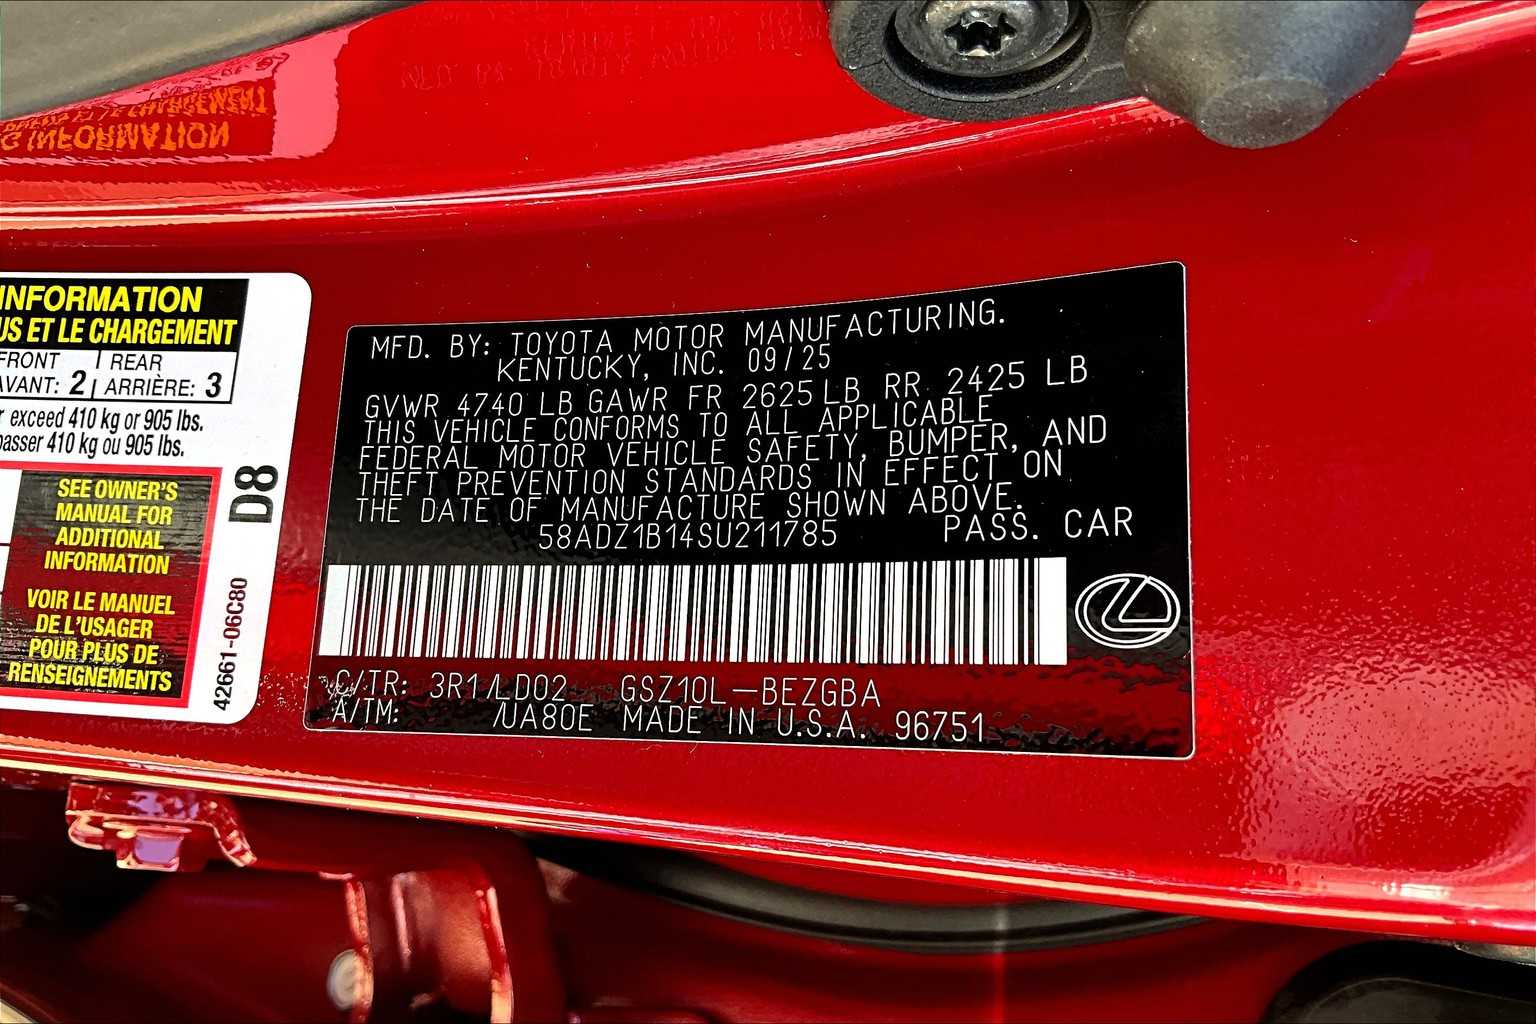 INFORMATION
US ET LE CHARGEMENT
FRONT REAR
AVANT: 2 ARRIÈRE: 3
exceed 410 kg or 905 lbs.
passer 410 kg ou 905 lbs.
SEE OWNER'S
MANUAL FOR
ADDITIONAL
INFORMATION
VOIR LE MANUEL
DE L'USAGER
POUR PLUS DE
RENSEIGNEMENTS
D8
42661-06C80
MFD. BY: TOYOTA MOTOR MANUFACTURING.
KENTUCKY, INC. 09/25
GVWR 4740 LB GAWR FR 2625 LB RR 2425 LB
THIS VEHICLE CONFORMS TO ALL APPLICABLE
FEDERAL MOTOR VEHICLE SAFETY, BUMPER, AND
THEFT PREVENTION STANDARDS IN EFFECT ON
THE DATE OF MANUFACTURE SHOWN ABOVE.
58ADZ1B14SU211785 PASS. CAR
C/TR: 3R1/LD02 GSZ10L-BEZGBA
A/TM: /UA80E MADE IN U.S.A. 96751